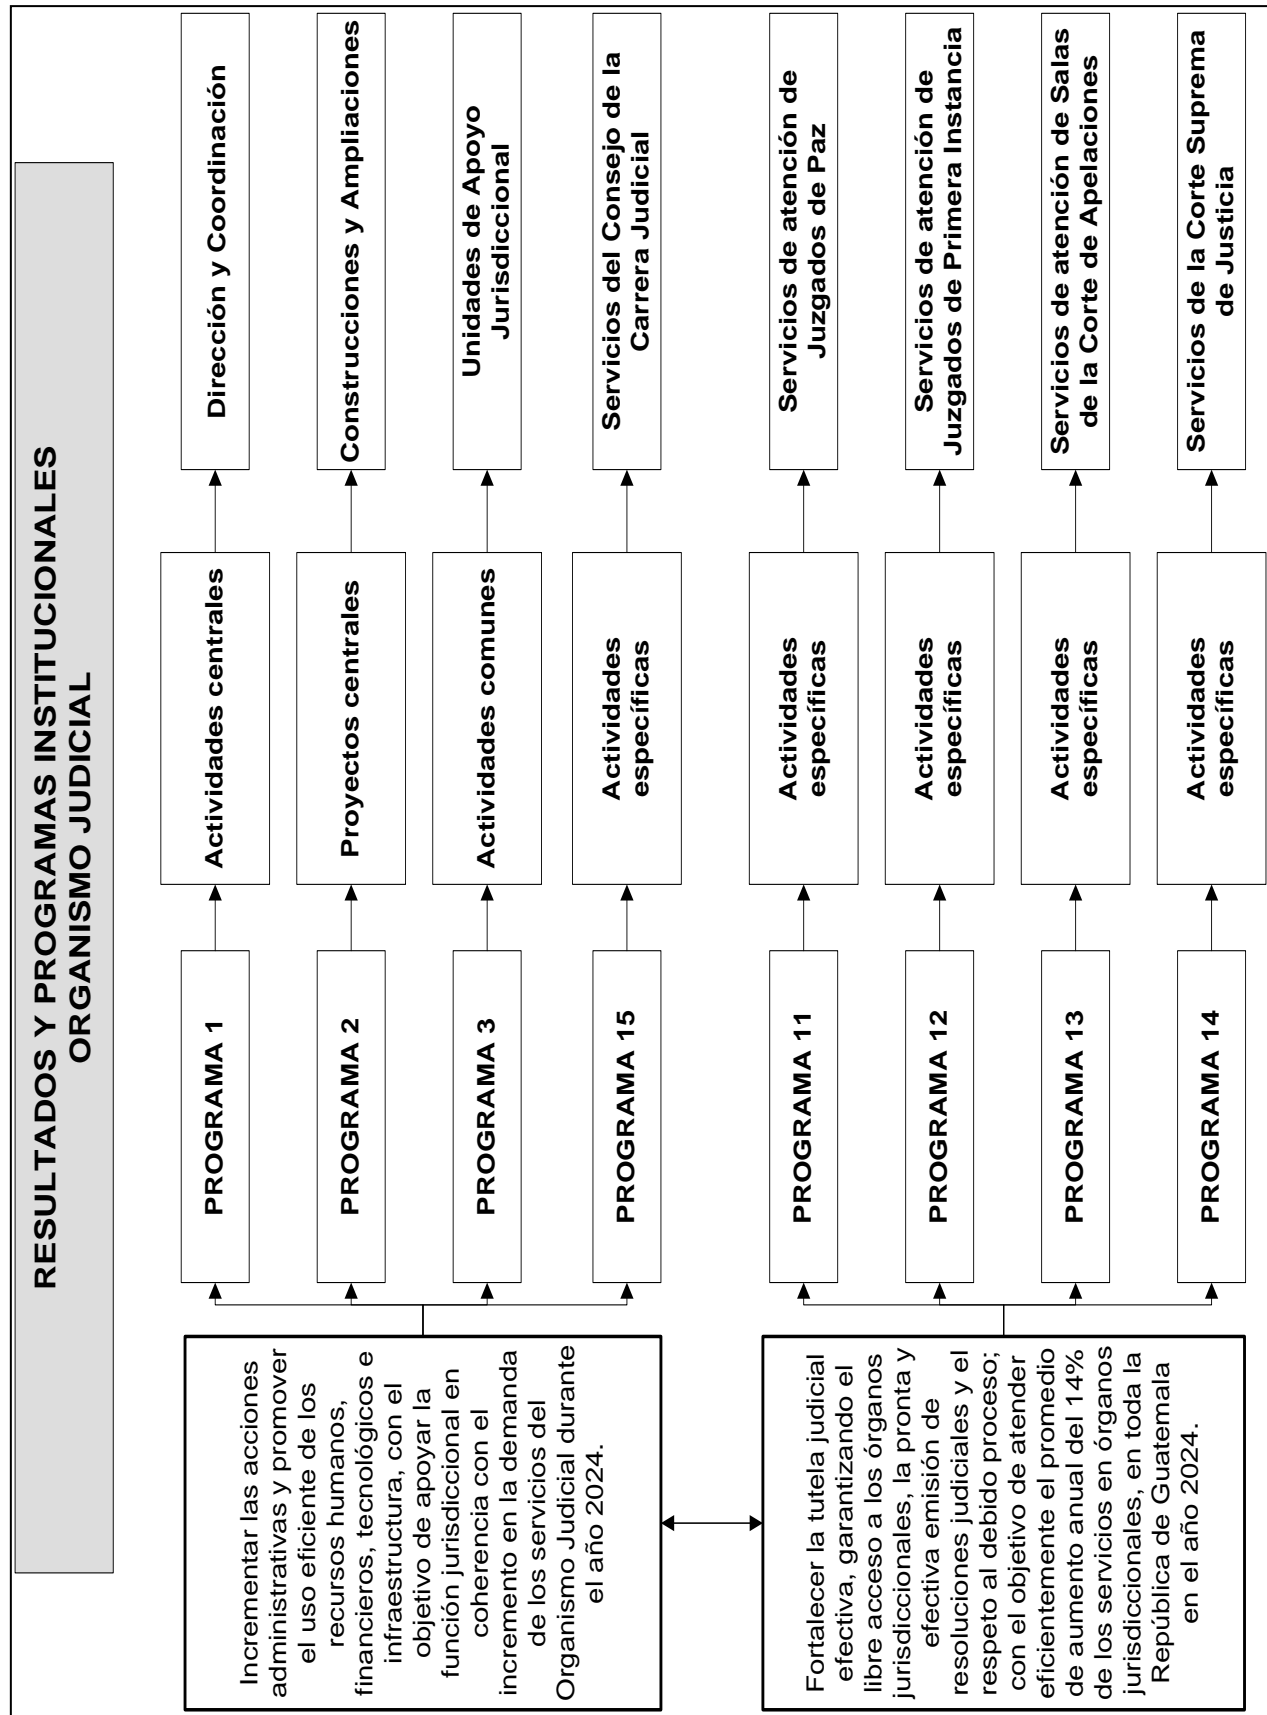 RESULTADOS Y PROGRAMAS INSTITUCIONALES
ORGANISMO JUDICIAL
Incrementar las acciones
administrativas y promover
el uso eficiente de los
recursos humanos,
financieros, tecnológicos e
infraestructura, con el
objetivo de apoyar la
función jurisdiccional en
coherencia con el
incremento en la demanda
de los servicios del
Organismo Judicial durante
el año 2024.
PROGRAMA 1
Actividades centrales
Dirección y Coordinación
PROGRAMA 2
Proyectos centrales
Construcciones y Ampliaciones
PROGRAMA 3
Actividades comunes
Unidades de Apoyo
Jurisdiccional
PROGRAMA 15
Actividades
específicas
Servicios del Consejo de la
Carrera Judicial
Fortalecer la tutela judicial
efectiva, garantizando el
libre acceso a los órganos
jurisdiccionales, la pronta y
efectiva emisión de
resoluciones judiciales y el
respeto al debido proceso;
con el objetivo de atender
eficientemente el promedio
de aumento anual del 14%
de los servicios en órganos
jurisdiccionales, en toda la
República de Guatemala
en el año 2024.
PROGRAMA 11
Actividades
específicas
Servicios de atención de
Juzgados de Paz
PROGRAMA 12
Actividades
específicas
Servicios de atención de
Juzgados de Primera Instancia
PROGRAMA 13
Actividades
específicas
Servicios de atención de Salas
de la Corte de Apelaciones
PROGRAMA 14
Actividades
específicas
Servicios de la Corte Suprema
de Justicia